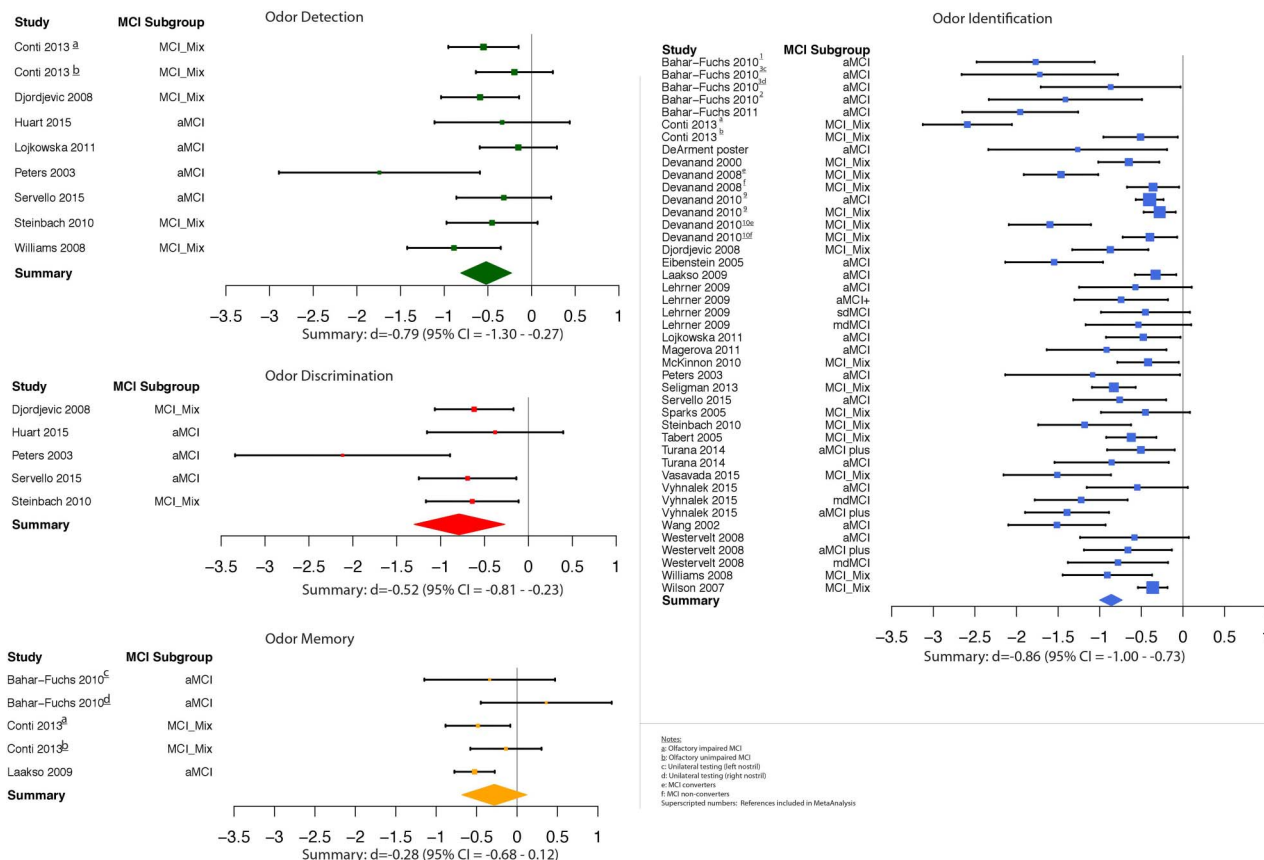 Odor Detection
Study MCI Subgroup
Conti 2013 a MCI_Mix
Conti 2013 b MCI_Mix
Djordjevic 2008 MCI_Mix
Huart 2015 aMCI
Lojkowska 2011 aMCI
Peters 2003 aMCI
Servello 2015 aMCI
Steinbach 2010 MCI_Mix
Williams 2008 MCI_Mix
Summary
−3.5 −3 −2.5 −2 −1.5 −1 −0.5 0 0.5 1
Summary: d=-0.79 (95% CI = -1.30 - -0.27)
Odor Discrimination
Study MCI Subgroup
Djordjevic 2008 MCI_Mix
Huart 2015 aMCI
Peters 2003 aMCI
Servello 2015 aMCI
Steinbach 2010 MCI_Mix
Summary
−3.5 −3 −2.5 −2 −1.5 −1 −0.5 0 0.5 1
Summary: d=-0.52 (95% CI = -0.81 - -0.23)
Odor Memory
Study MCI Subgroup
Bahar−Fuchs 2010 c aMCI
Bahar−Fuchs 2010 d aMCI
Conti 2013 a MCI_Mix
Conti 2013 b MCI_Mix
Laakso 2009 aMCI
Summary
−3.5 −3 −2.5 −2 −1.5 −1 −0.5 0 0.5 1
Summary: d=-0.28 (95% CI = -0.68 - 0.12)
Odor Identification
Study MCI Subgroup
Bahar−Fuchs 2010 1 aMCI
Bahar−Fuchs 2010 3c aMCI
Bahar−Fuchs 2010 3d aMCI
Bahar−Fuchs 2010 2 aMCI
Bahar−Fuchs 2011 aMCI
Conti 2013 a MCI_Mix
Conti 2013 b MCI_Mix
DeArment poster aMCI
Devanand 2000 MCI_Mix
Devanand 2008 e MCI_Mix
Devanand 2008 f MCI_Mix
Devanand 2010 9 aMCI
Devanand 2010 9 MCI_Mix
Devanand 2010 10e MCI_Mix
Devanand 2010 10f MCI_Mix
Djordjevic 2008 MCI_Mix
Eibenstein 2005 aMCI
Laakso 2009 aMCI
Lehrner 2009 aMCI
Lehrner 2009 aMCI+
Lehrner 2009 sdMCI
Lehrner 2009 mdMCI
Lojkowska 2011 aMCI
Magerova 2011 aMCI
McKinnon 2010 MCI_Mix
Peters 2003 aMCI
Seligman 2013 MCI_Mix
Servello 2015 aMCI
Sparks 2005 MCI_Mix
Steinbach 2010 MCI_Mix
Tabert 2005 MCI_Mix
Turana 2014 aMCI plus
Turana 2014 aMCI
Vasavada 2015 MCI_Mix
Vyhnalek 2015 aMCI
Vyhnalek 2015 mdMCI
Vyhnalek 2015 aMCI plus
Wang 2002 aMCI
Westervelt 2008 aMCI
Westervelt 2008 aMCI plus
Westervelt 2008 mdMCI
Williams 2008 MCI_Mix
Wilson 2007 MCI_Mix
Summary
−3.5 −3 −2.5 −2 −1.5 −1 −0.5 0 0.5 1
Summary: d=-0.86 (95% CI = -1.00 - -0.73)
Notes:
a: Olfactory impaired MCI
b: Olfactory unimpaired MCI
c: Unilateral testing (left nostril)
d: Unilateral testing (right nostril)
e: MCI converters
f: MCI non-converters
Superscripted numbers: References included in MetaAnalysis